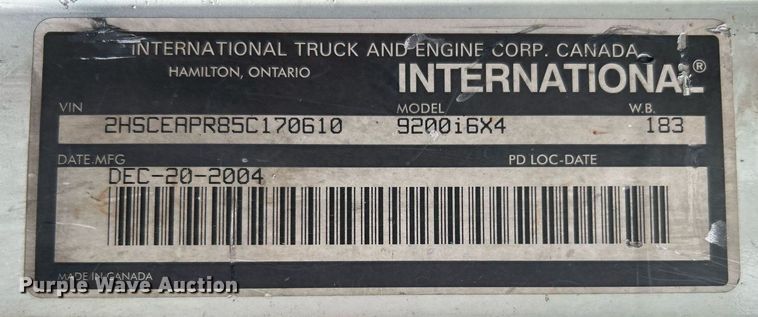 INTERNATIONAL TRUCK AND ENGINE CORP. CANADA
HAMILTON, ONTARIO INTERNATIONAL®
VIN MODEL W.B.
2HSCEAPR85C170610 9200i6X4 183
DATE.MFG PD LOC-DATE
DEC-20-2004
MADE IN CANADA
Purple Wave Auction